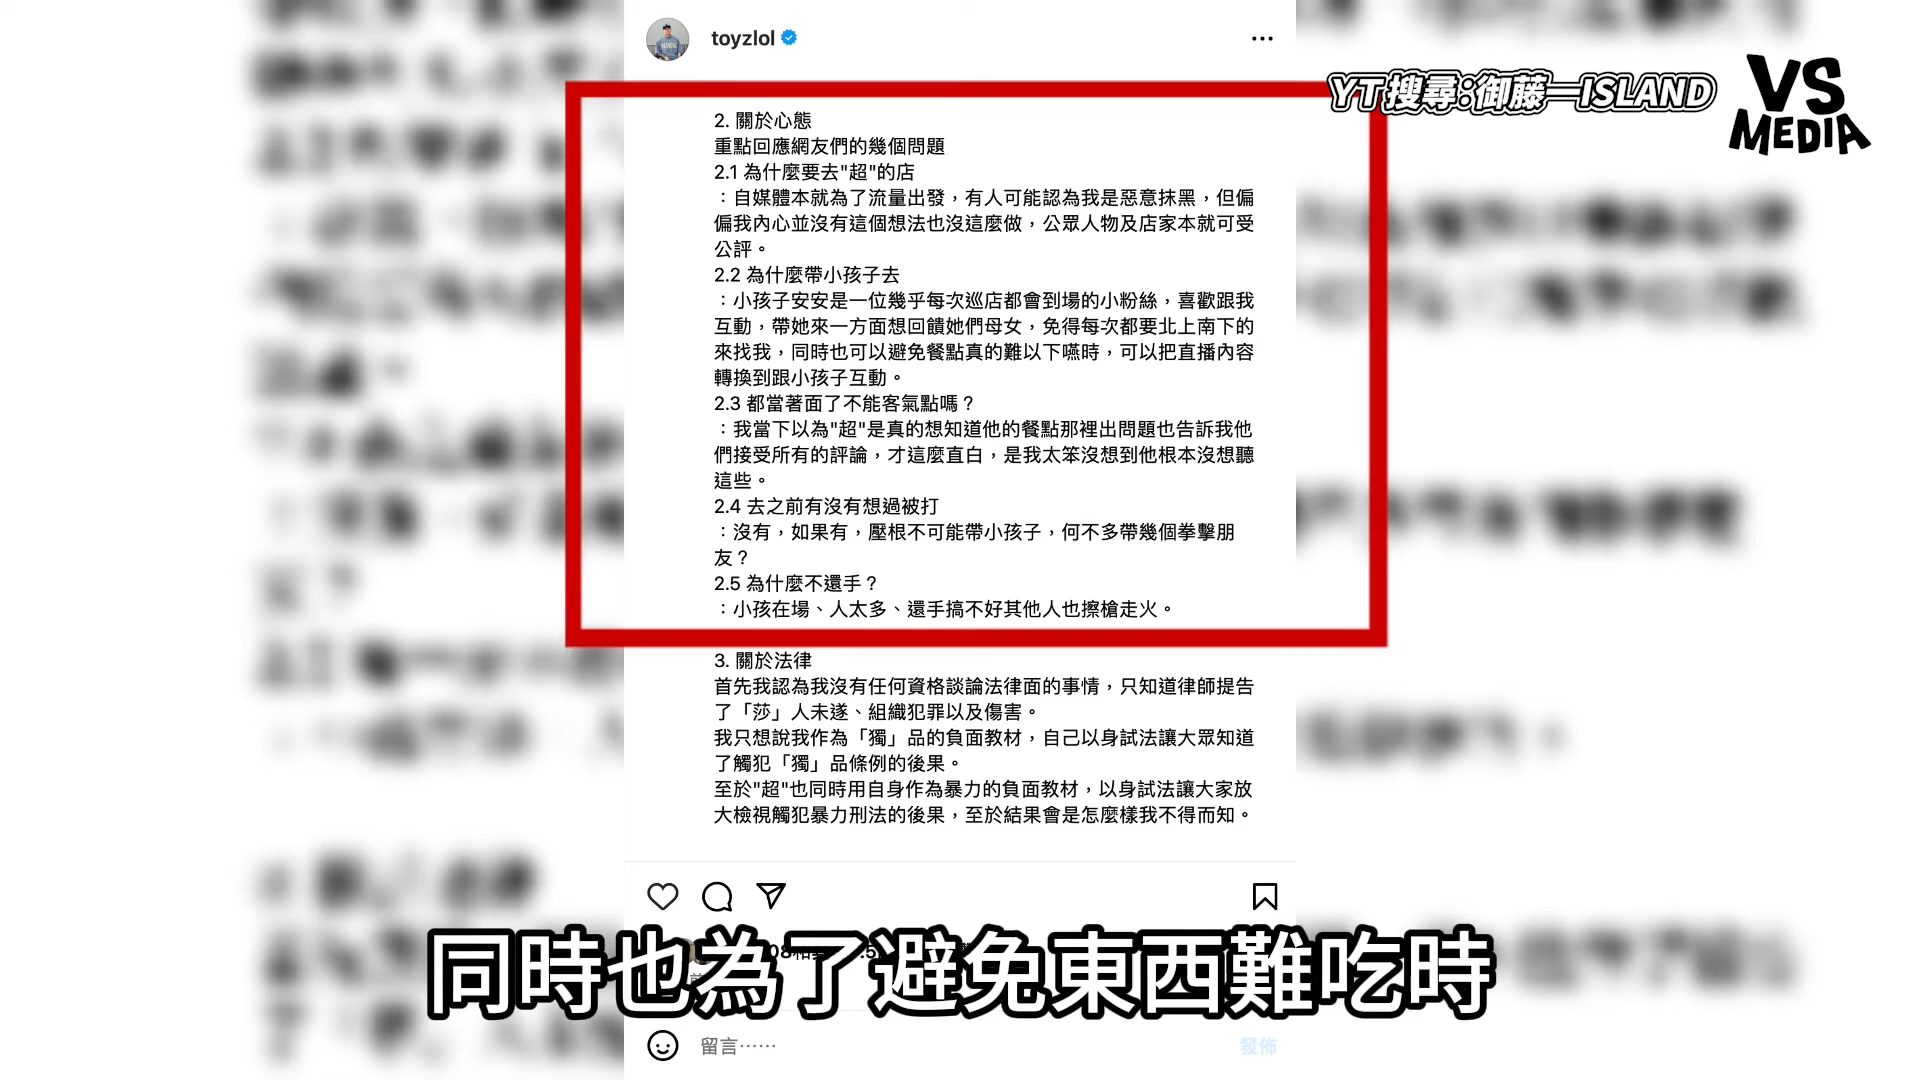 toyzlol
YT搜尋:御藤一ISLAND
VS
MEDIA
2. 關於心態
重點回應網友們的幾個問題
2.1 為什麼要去"超"的店
：自媒體本就為了流量出發，有人可能認為我是惡意抹黑，但偏
偏我內心並沒有這個想法也沒這麼做，公眾人物及店家本就可受
公評。
2.2 為什麼帶小孩子去
：小孩子安安是一位幾乎每次巡店都會到場的小粉絲，喜歡跟我
互動，帶她來一方面想回饋她們母女，免得每次都要北上南下的
來找我，同時也可以避免餐點真的難以下嚥時，可以把直播內容
轉換到跟小孩子互動。
2.3 都當著面了不能客氣點嗎？
：我當下以為"超"是真的想知道他的餐點那裡出問題也告訴我他
們接受所有的評論，才這麼直白，是我太笨沒想到他根本沒想聽
這些。
2.4 去之前有沒有想過被打
：沒有，如果有，壓根不可能帶小孩子，何不多帶幾個拳擊朋
友？
2.5 為什麼不還手？
：小孩在場、人太多、還手搞不好其他人也擦槍走火。
3. 關於法律
首先我認為我沒有任何資格談論法律面的事情，只知道律師提告
了「莎」人未遂、組織犯罪以及傷害。
我只想說我作為「獨」品的負面教材，自己以身試法讓大眾知道
了觸犯「獨」品條例的後果。
至於"超"也同時用自身作為暴力的負面教材，以身試法讓大家放
大檢視觸犯暴力刑法的後果，至於結果會是怎麼樣我不得而知。
同時也為了避免東西難吃時
留言……
發佈